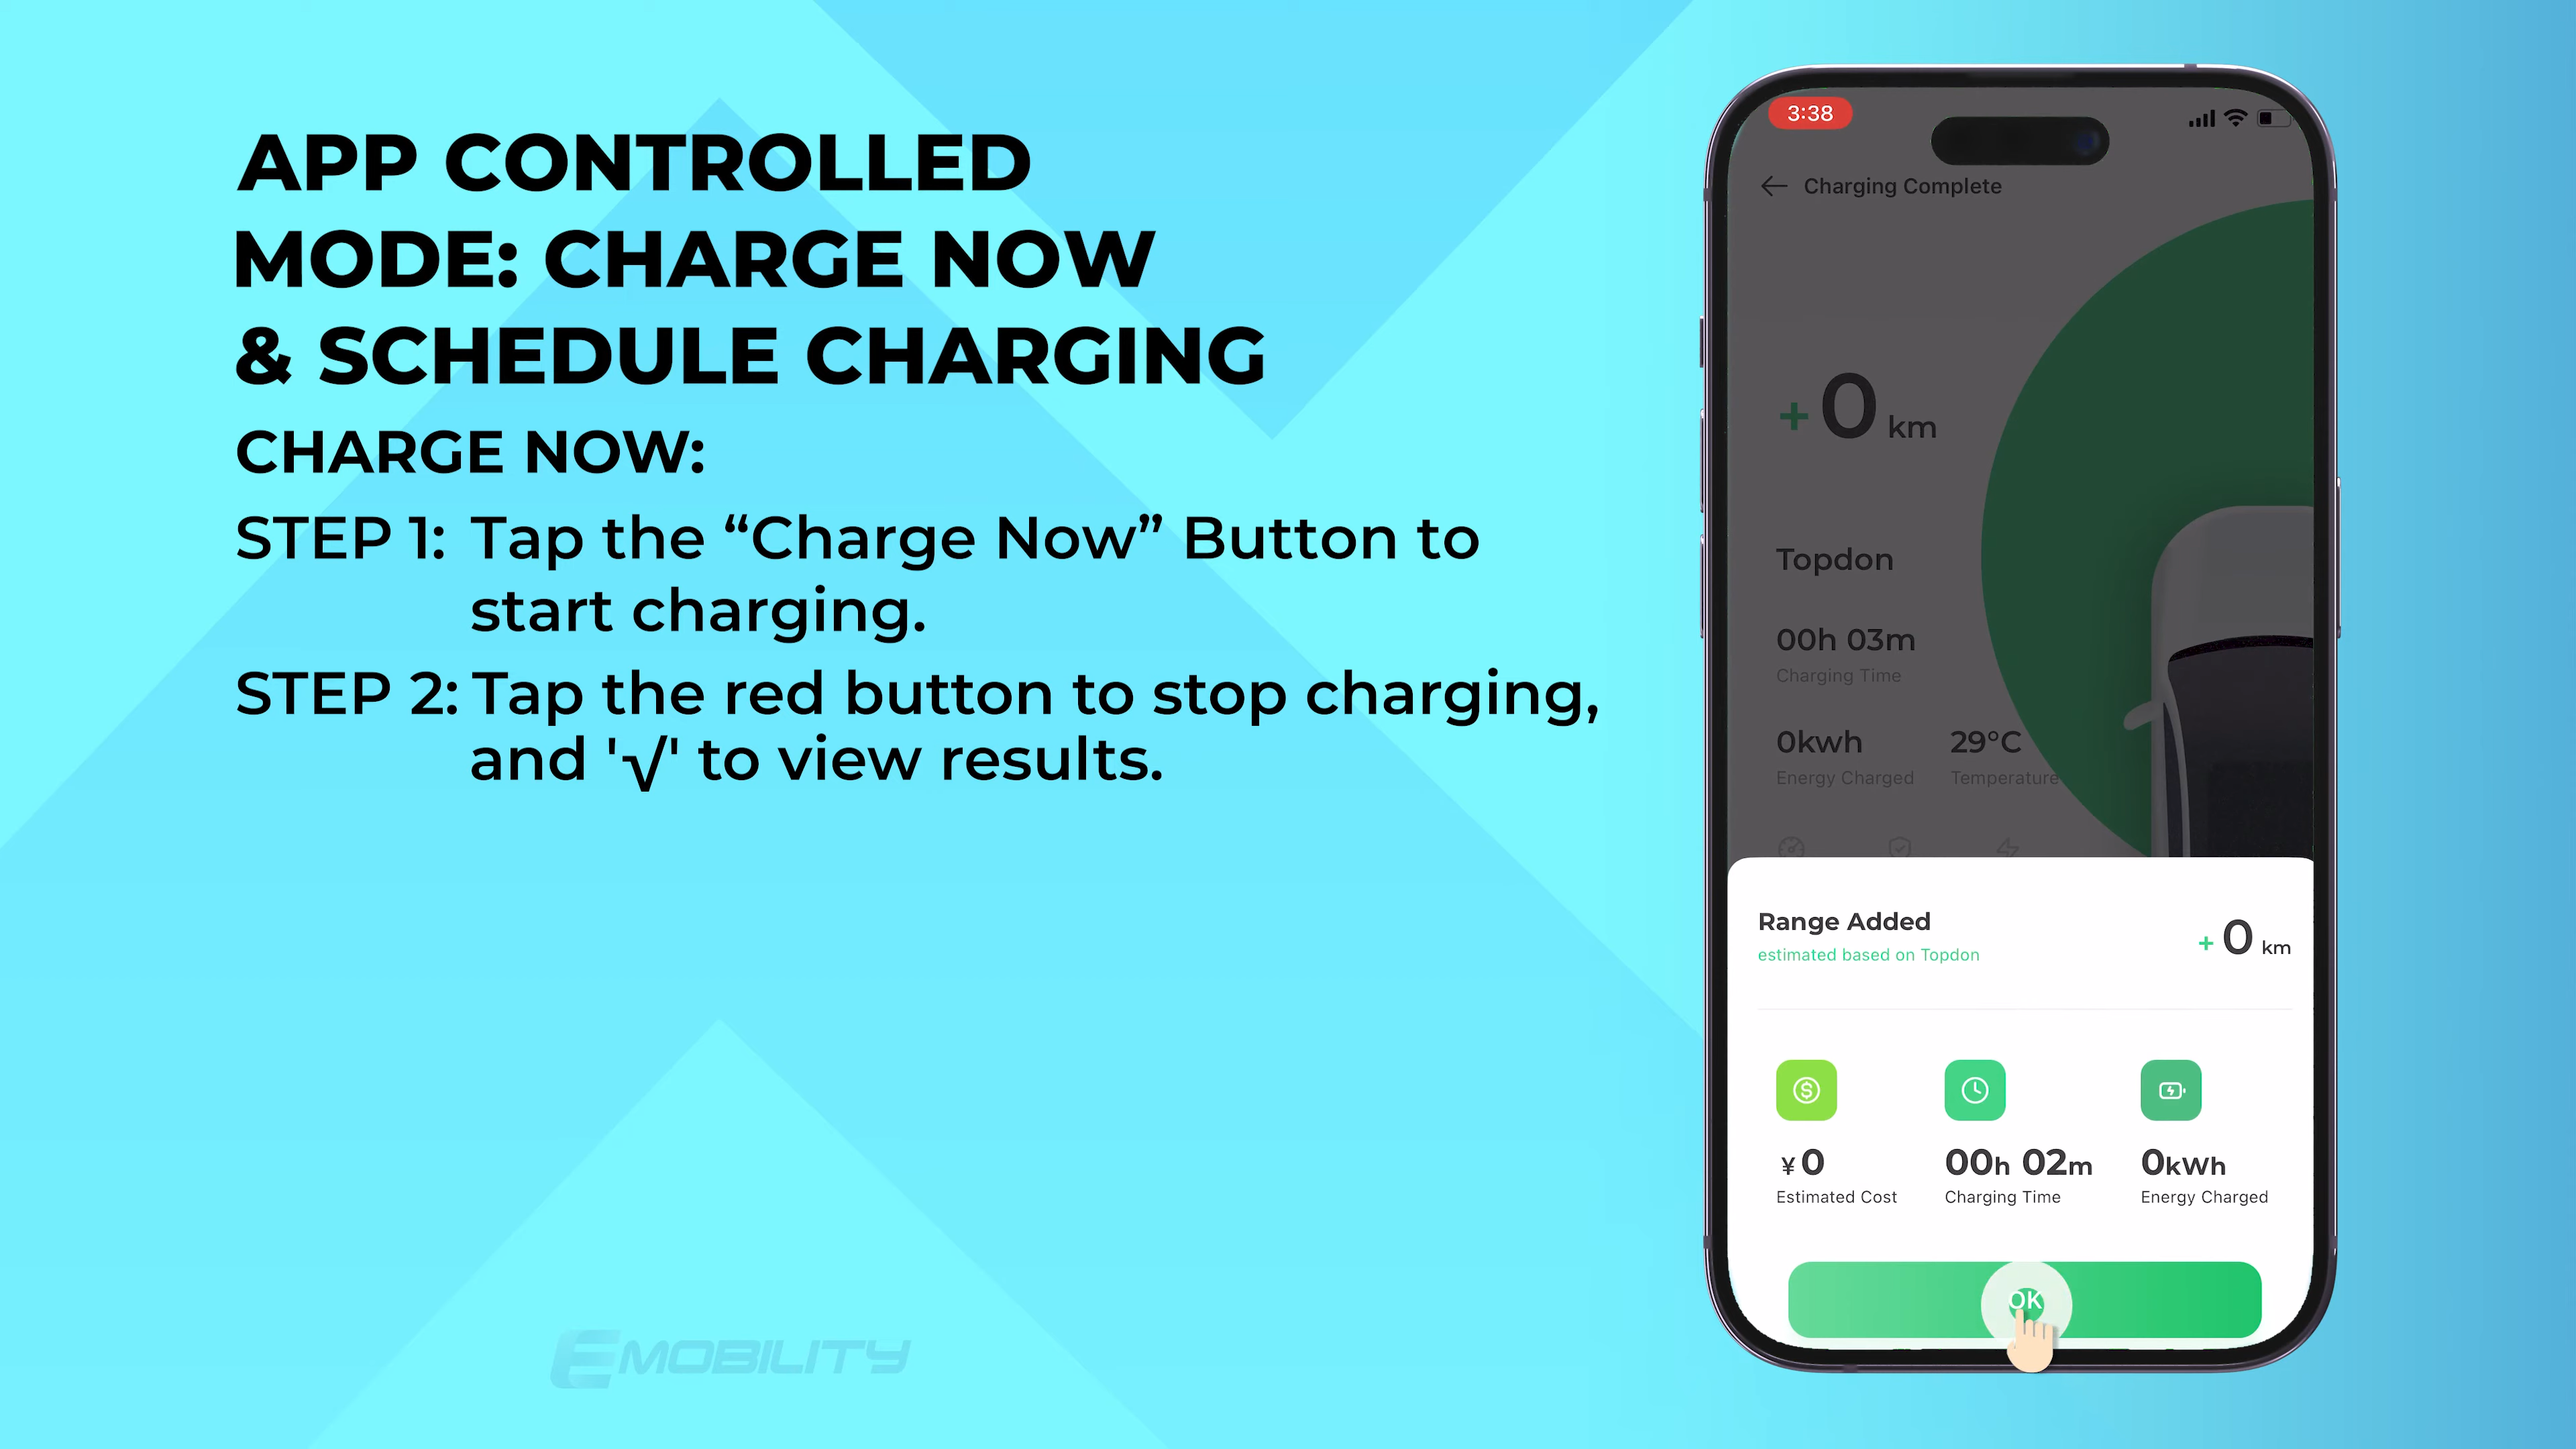 APP CONTROLLED
MODE: CHARGE NOW
& SCHEDULE CHARGING
CHARGE NOW:
STEP 1: Tap the “Charge Now” Button to
start charging.
STEP 2: Tap the red button to stop charging,
and '√' to view results.
EMOBILITY
3:38
Charging Complete
+0 km
Topdon
00h 03m
Charging Time
0kwh 29°C
Energy Charged Temperature
Range Added
estimated based on Topdon
+0 km
¥0 00h 02m 0kWh
Estimated Cost Charging Time Energy Charged
OK